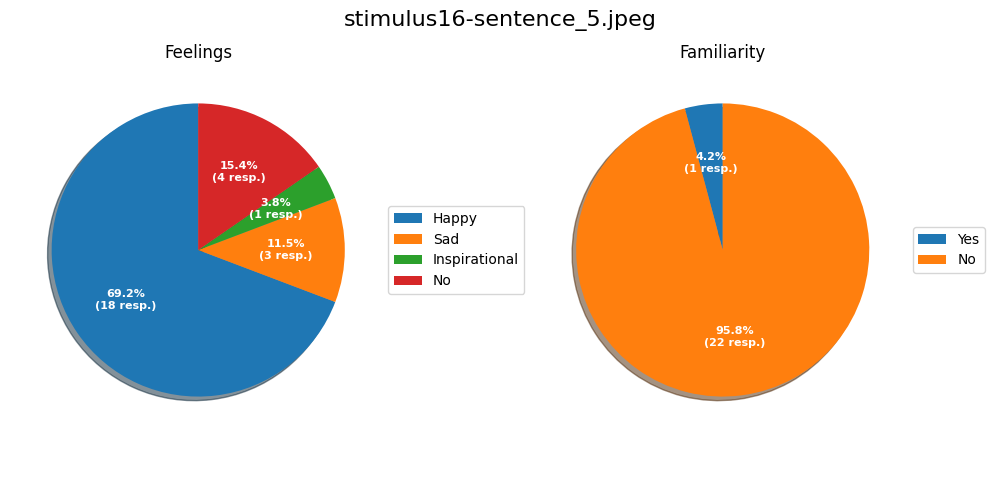 stimulus16-sentence_5.jpeg
Feelings
15.4%
(4 resp.)
3.8%
(1 resp.)
11.5%
(3 resp.)
69.2%
(18 resp.)
Happy
Sad
Inspirational
No
Familiarity
4.2%
(1 resp.)
95.8%
(22 resp.)
Yes
No